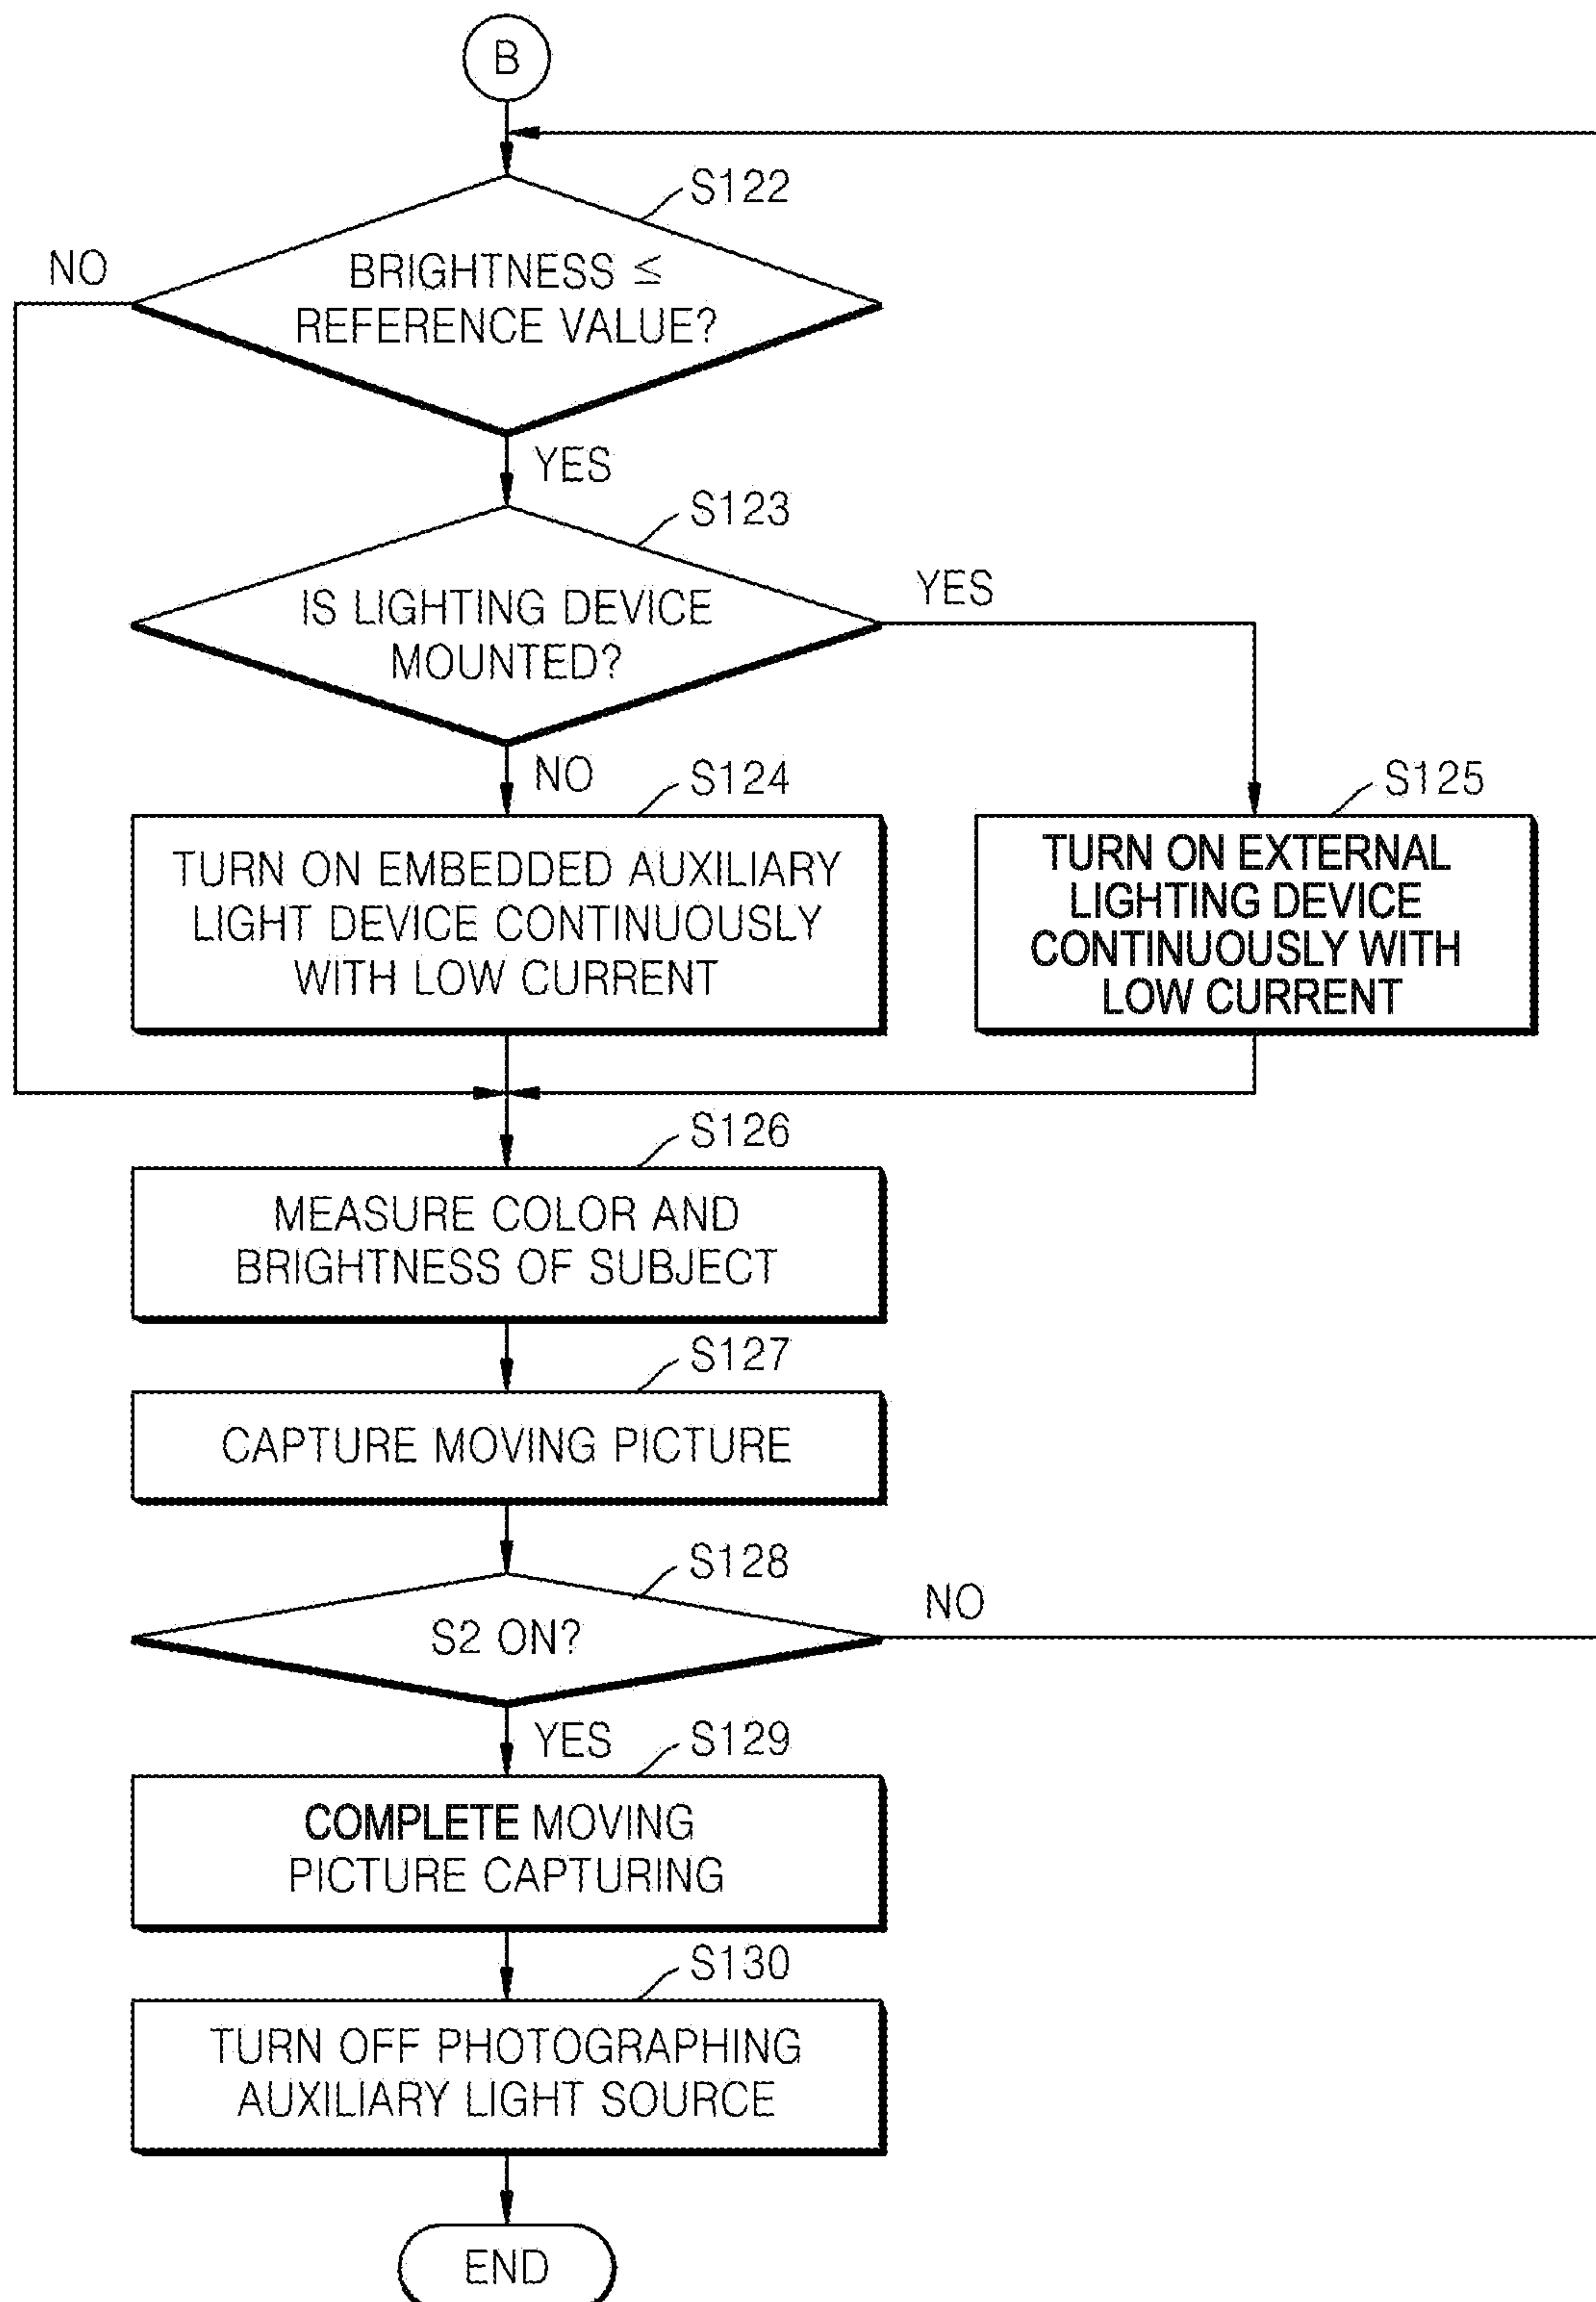 B
S122
NO
BRIGHTNESS ≤
REFERENCE VALUE?
YES
S123
YES
IS LIGHTING DEVICE
MOUNTED?
NO
S124
S125
TURN ON EMBEDDED AUXILIARY
LIGHT DEVICE CONTINUOUSLY
WITH LOW CURRENT
TURN ON EXTERNAL
LIGHTING DEVICE
CONTINUOUSLY WITH
LOW CURRENT
S126
MEASURE COLOR AND
BRIGHTNESS OF SUBJECT
S127
CAPTURE MOVING PICTURE
S128
NO
S2 ON?
YES
S129
COMPLETE MOVING
PICTURE CAPTURING
S130
TURN OFF PHOTOGRAPHING
AUXILIARY LIGHT SOURCE
END